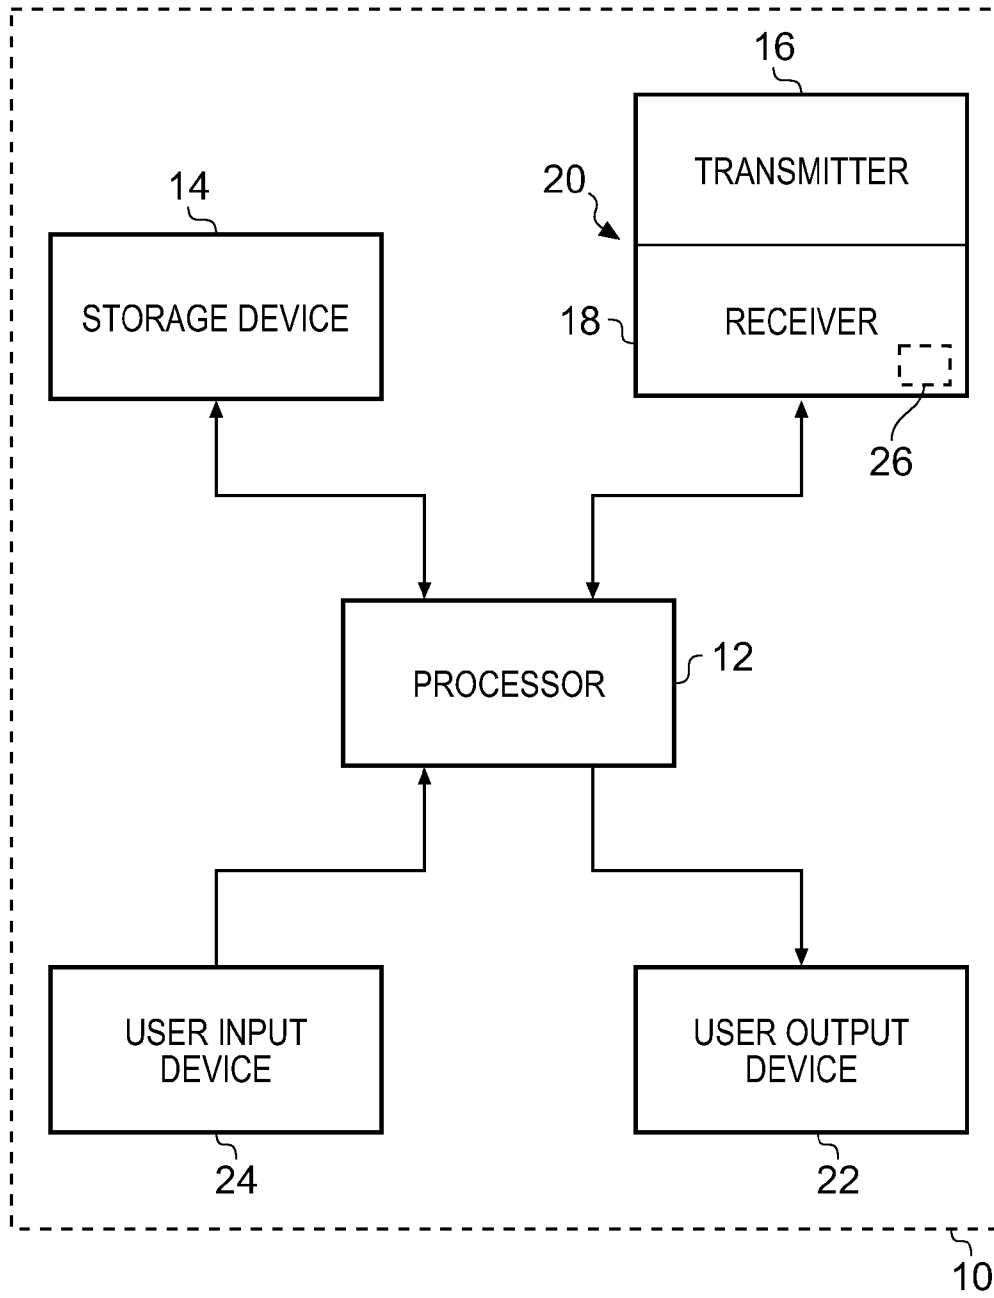 16
TRANSMITTER
20
14
STORAGE DEVICE
18
RECEIVER
26
PROCESSOR
12
USER INPUT
DEVICE
USER OUTPUT
DEVICE
24
22
10